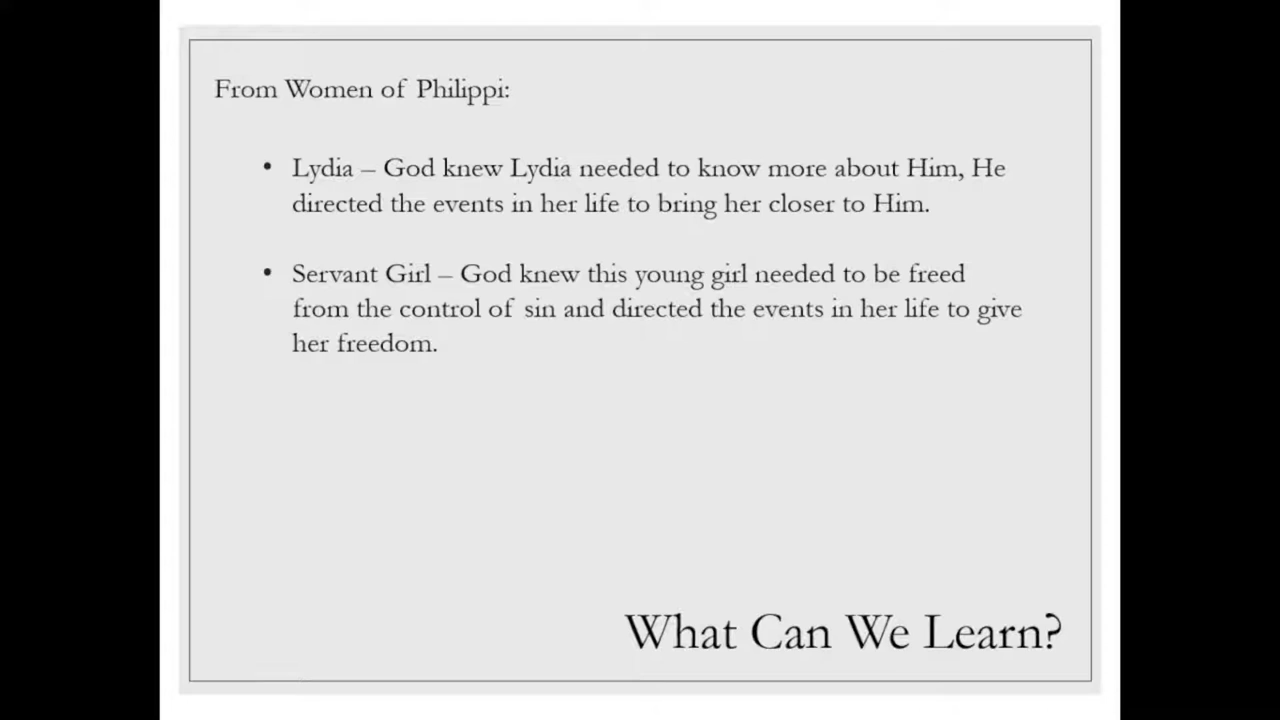 From Women of Philippi:
• Lydia – God knew Lydia needed to know more about Him, He
directed the events in her life to bring her closer to Him.
• Servant Girl – God knew this young girl needed to be freed
from the control of sin and directed the events in her life to give
her freedom.
What Can We Learn?